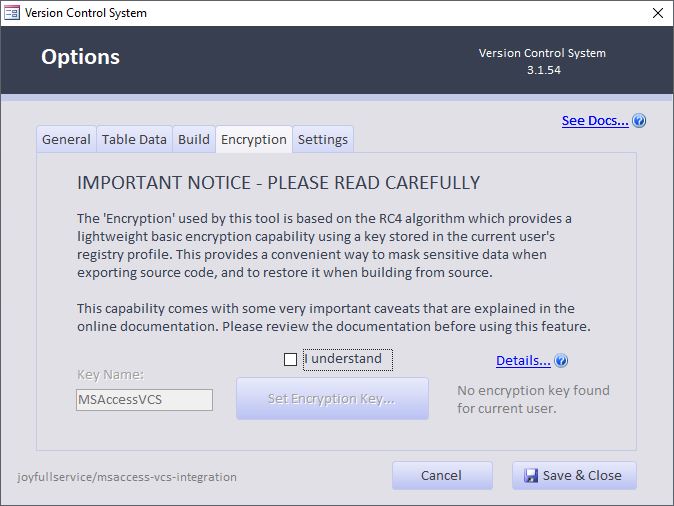 Version Control System
Options
Version Control System
3.1.54
See Docs...
General
Table Data
Build
Encryption
Settings
IMPORTANT NOTICE - PLEASE READ CAREFULLY
The 'Encryption' used by this tool is based on the RC4 algorithm which provides a
lightweight basic encryption capability using a key stored in the current user's
registry profile. This provides a convenient way to mask sensitive data when
exporting source code, and to restore it when building from source.
This capability comes with some very important caveats that are explained in the
online documentation. Please review the documentation before using this feature.
I understand
Details...
Key Name:
MSAccessVCS
Set Encryption Key...
No encryption key found
for current user.
joyfullservice/msaccess-vcs-integration
Cancel
Save & Close